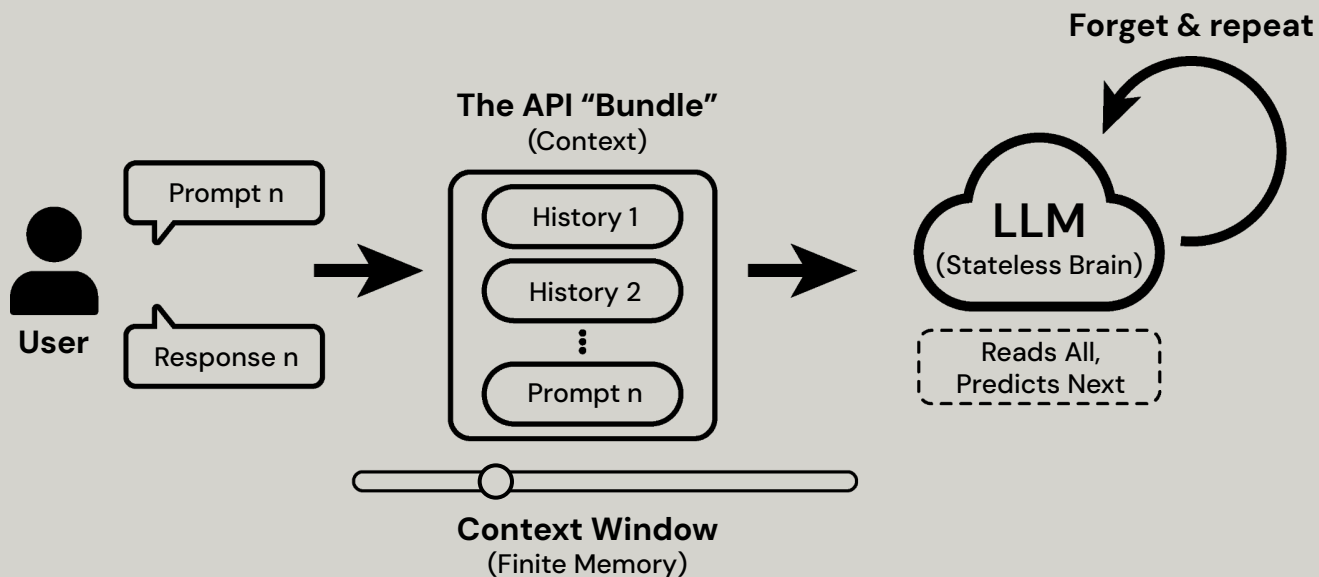 Forget & repeat
The API “Bundle”
(Context)
Prompt n
Response n
User
History 1
History 2
Prompt n
LLM
(Stateless Brain)
Reads All,
Predicts Next
Context Window
(Finite Memory)